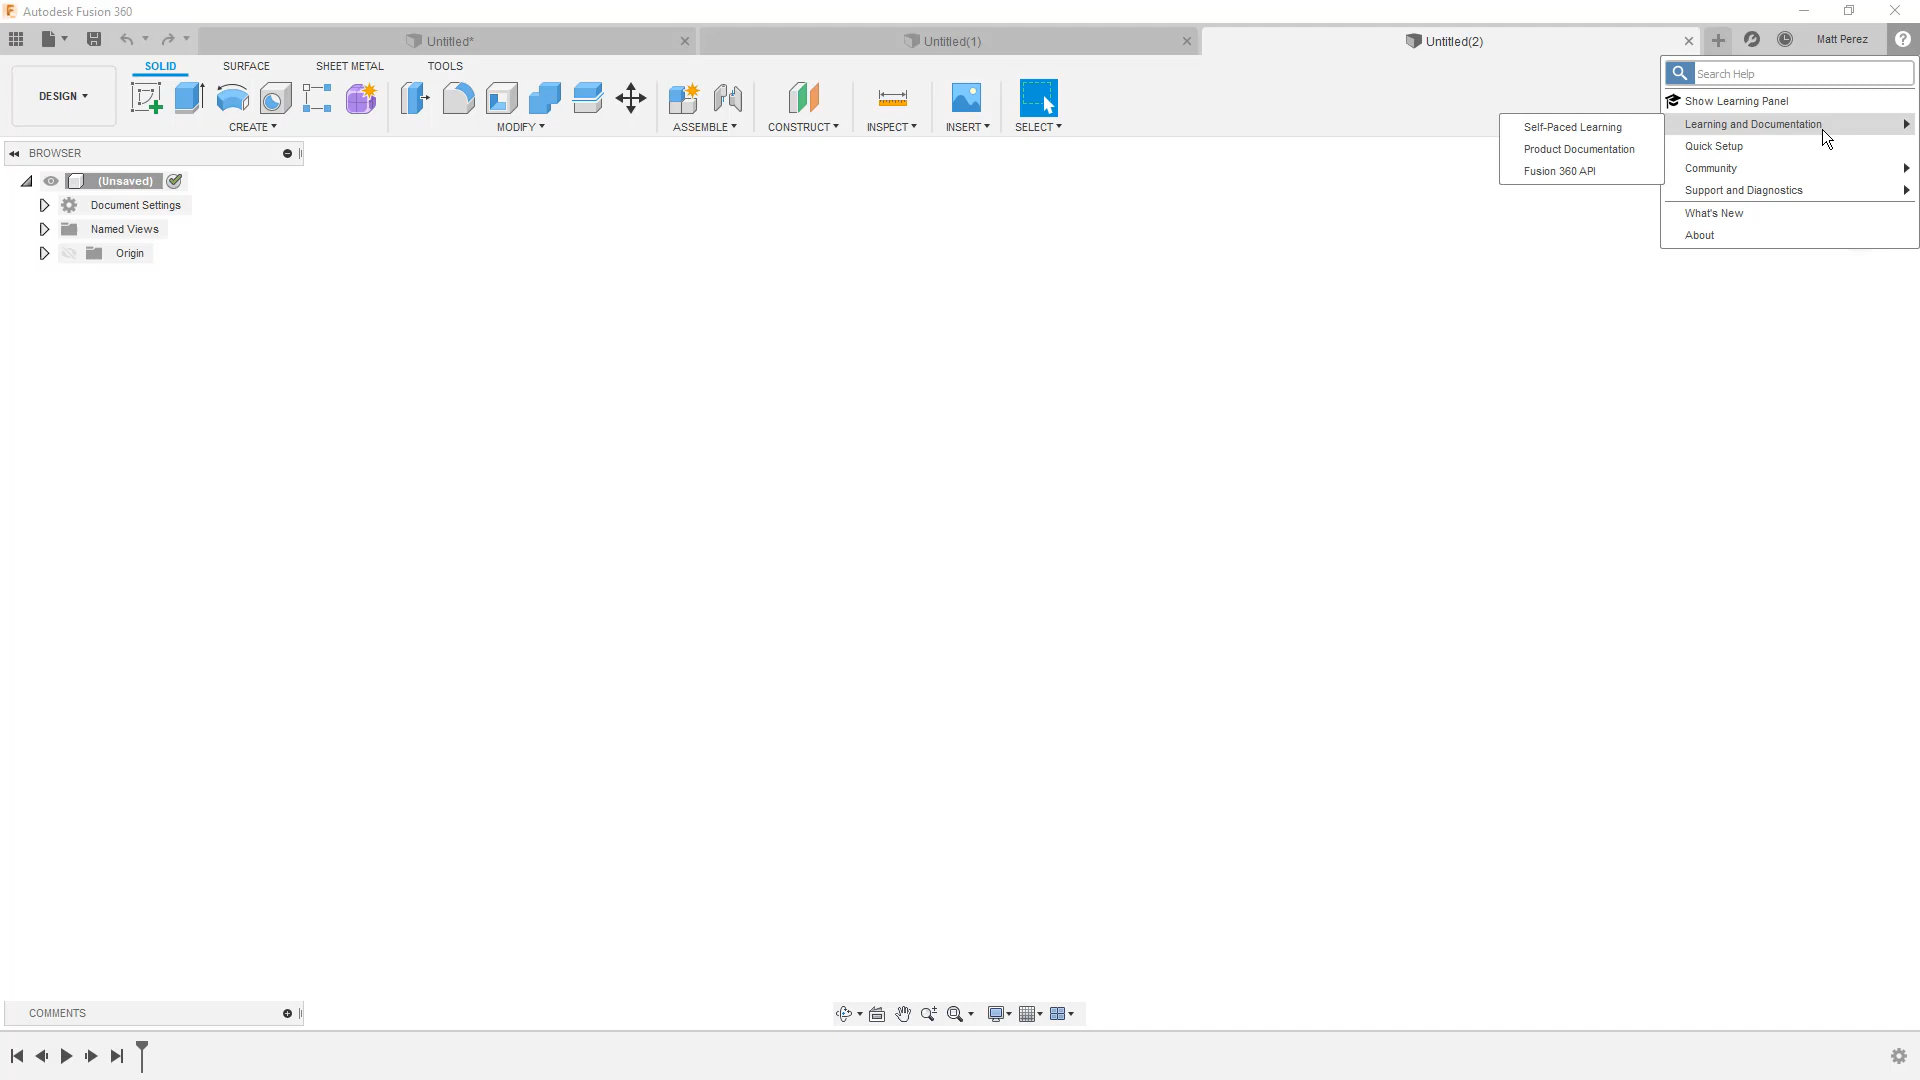 Autodesk Fusion 360
Untitled*
Untitled(1)
Untitled(2)
Matt Perez
SOLID
SURFACE
SHEET METAL
TOOLS
DESIGN
CREATE
MODIFY
ASSEMBLE
CONSTRUCT
INSPECT
INSERT
SELECT
Search Help
Show Learning Panel
Learning and Documentation
Quick Setup
Community
Support and Diagnostics
What's New
About
Self-Paced Learning
Product Documentation
Fusion 360 API
BROWSER
(Unsaved)
Document Settings
Named Views
Origin
COMMENTS